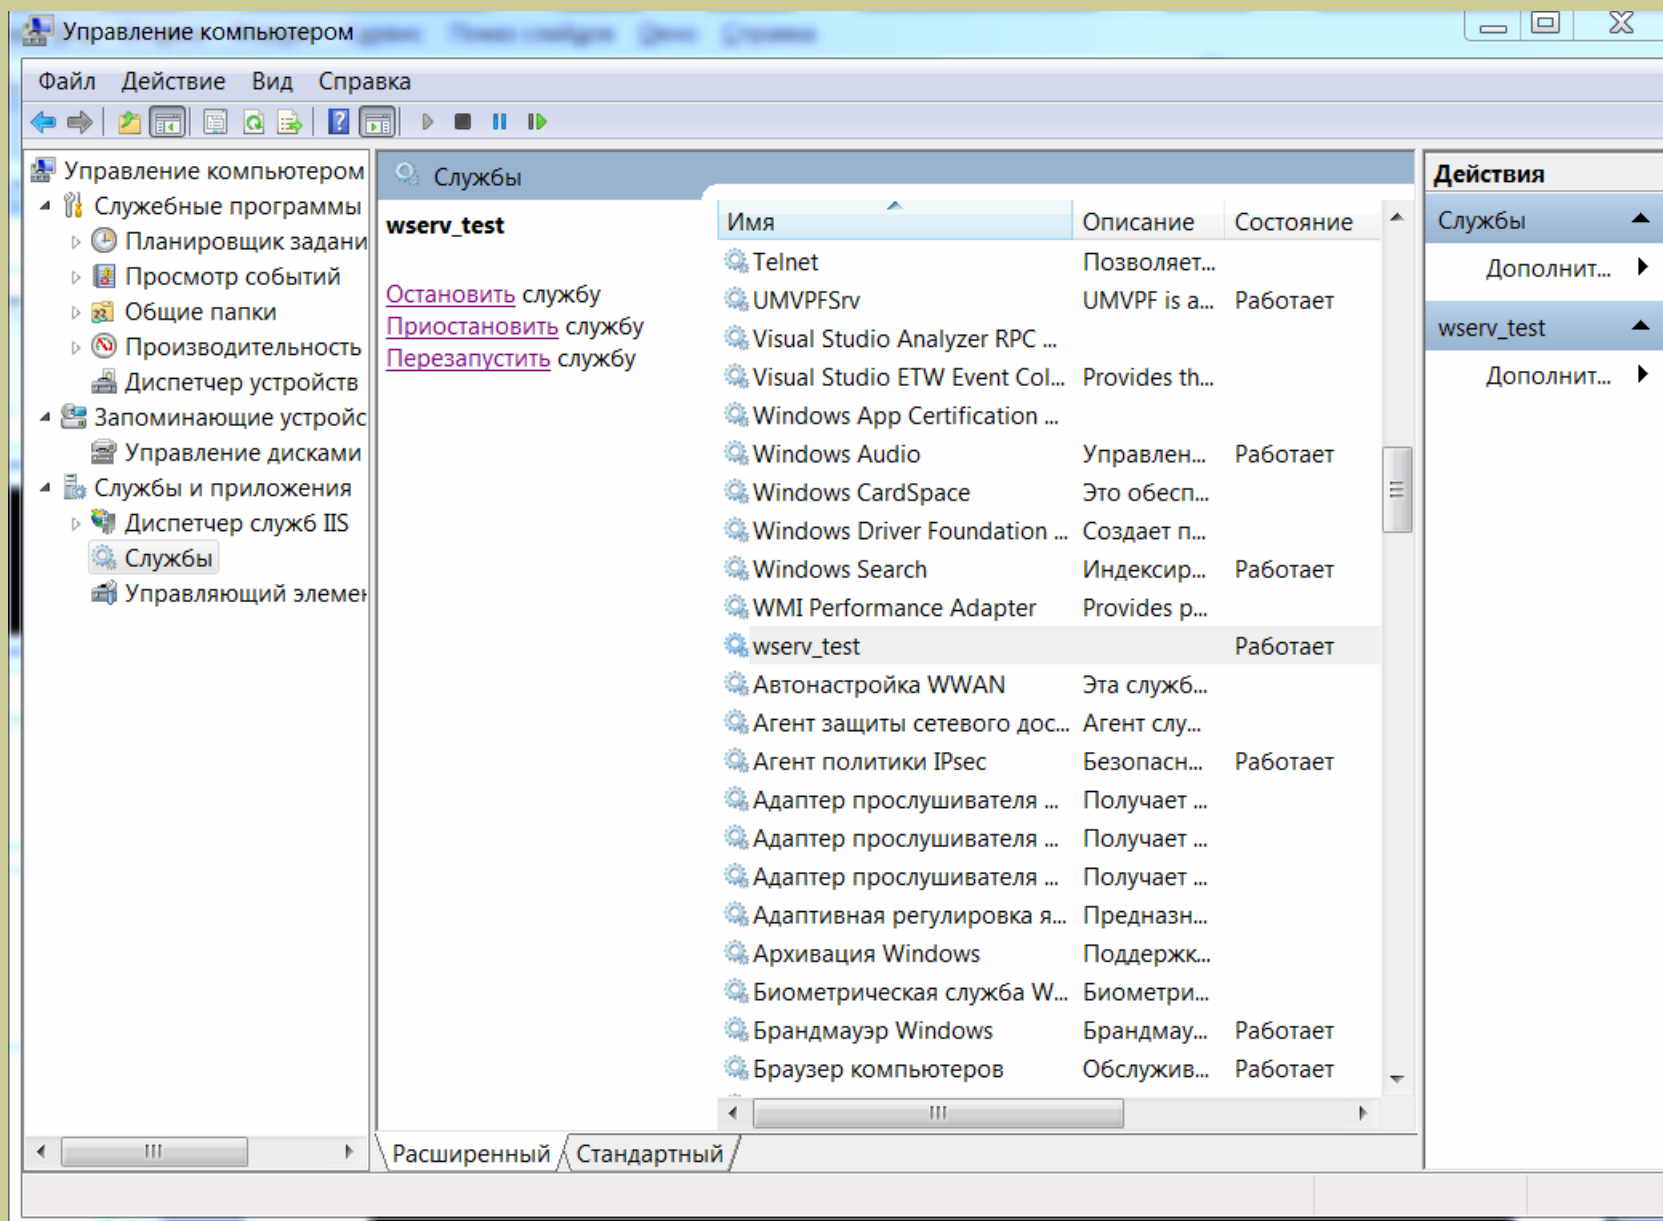 Управление компьютером
Файл Действие Вид Справка
Управление компьютером
Служебные программы
Планировщик задани
Просмотр событий
Общие папки
Производительность
Диспетчер устройств
Запоминающие устройс
Управление дисками
Службы и приложения
Диспетчер служб IIS
Службы
Управляющий элемен
Службы
wserv_test
Остановить службу
Приостановить службу
Перезапустить службу
Имя Описание Состояние
Telnet Позволяет...
UMVPFSrv UMVPF is a... Работает
Visual Studio Analyzer RPC ...
Visual Studio ETW Event Col... Provides th...
Windows App Certification ...
Windows Audio Управлен... Работает
Windows CardSpace Это обесп...
Windows Driver Foundation ... Создает п...
Windows Search Индексир... Работает
WMI Performance Adapter Provides p...
wserv_test Работает
Автонастройка WWAN Эта служб...
Агент защиты сетевого дос... Агент слу...
Агент политики IPsec Безопасн... Работает
Адаптер прослушивателя ... Получает ...
Адаптер прослушивателя ... Получает ...
Адаптер прослушивателя ... Получает ...
Адаптивная регулировка я... Предназн...
Архивация Windows Поддержк...
Биометрическая служба W... Биометри...
Брандмауэр Windows Брандмау... Работает
Браузер компьютеров Обслужив... Работает
Расширенный Стандартный
Действия
Службы
Дополнит...
wserv_test
Дополнит...